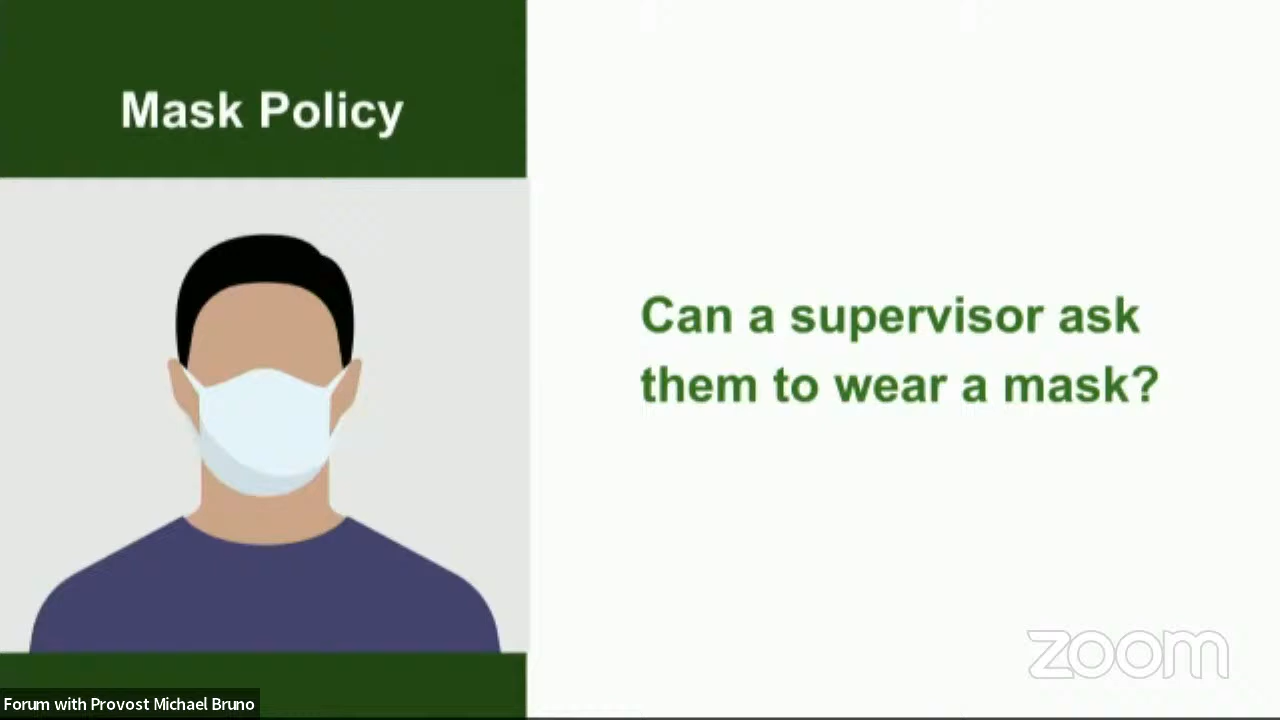 Mask Policy
Can a supervisor ask
them to wear a mask?
zoom
Forum with Provost Michael Bruno